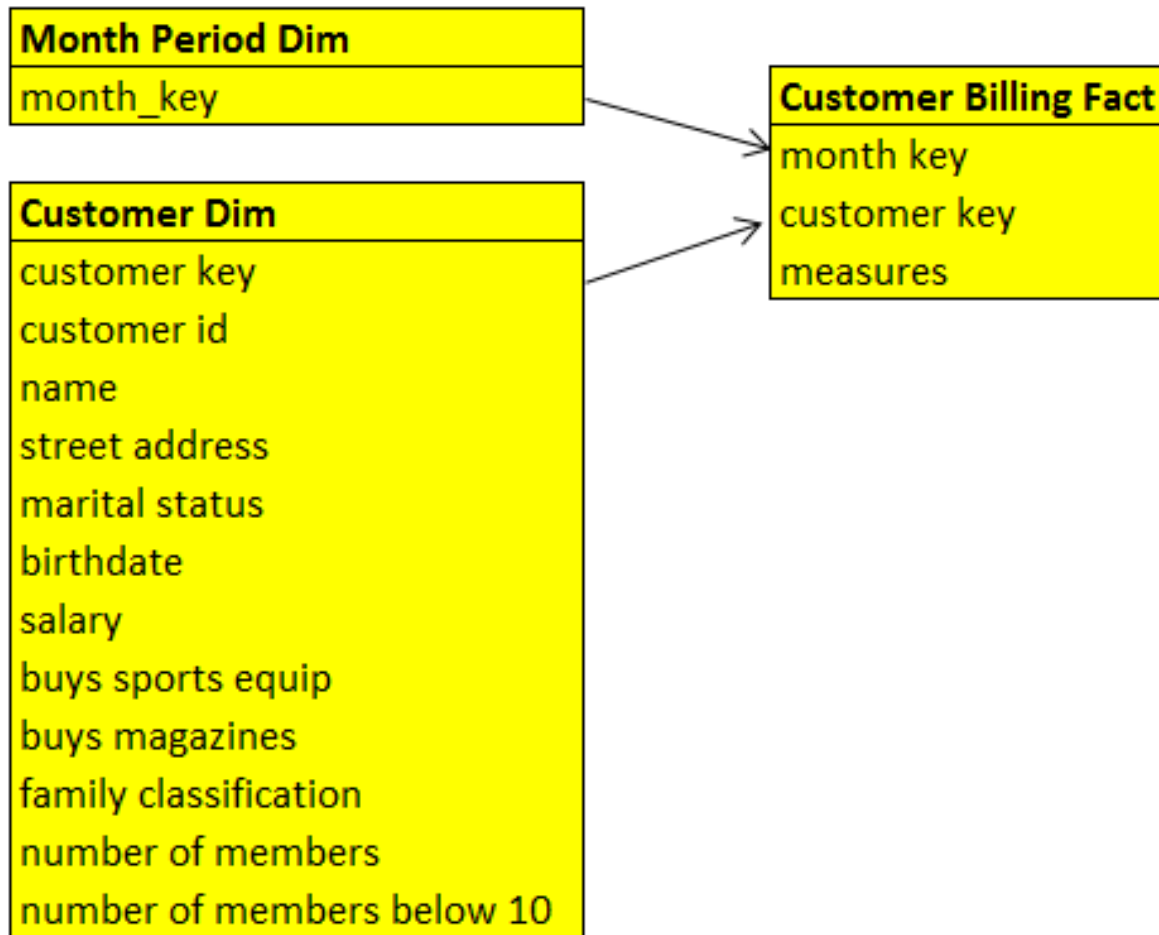 Month Period Dim
month_key
Customer Dim
customer key
customer id
name
street address
marital status
birthdate
salary
buys sports equip
buys magazines
family classification
number of members
number of members below 10
Customer Billing Fact
month key
customer key
measures